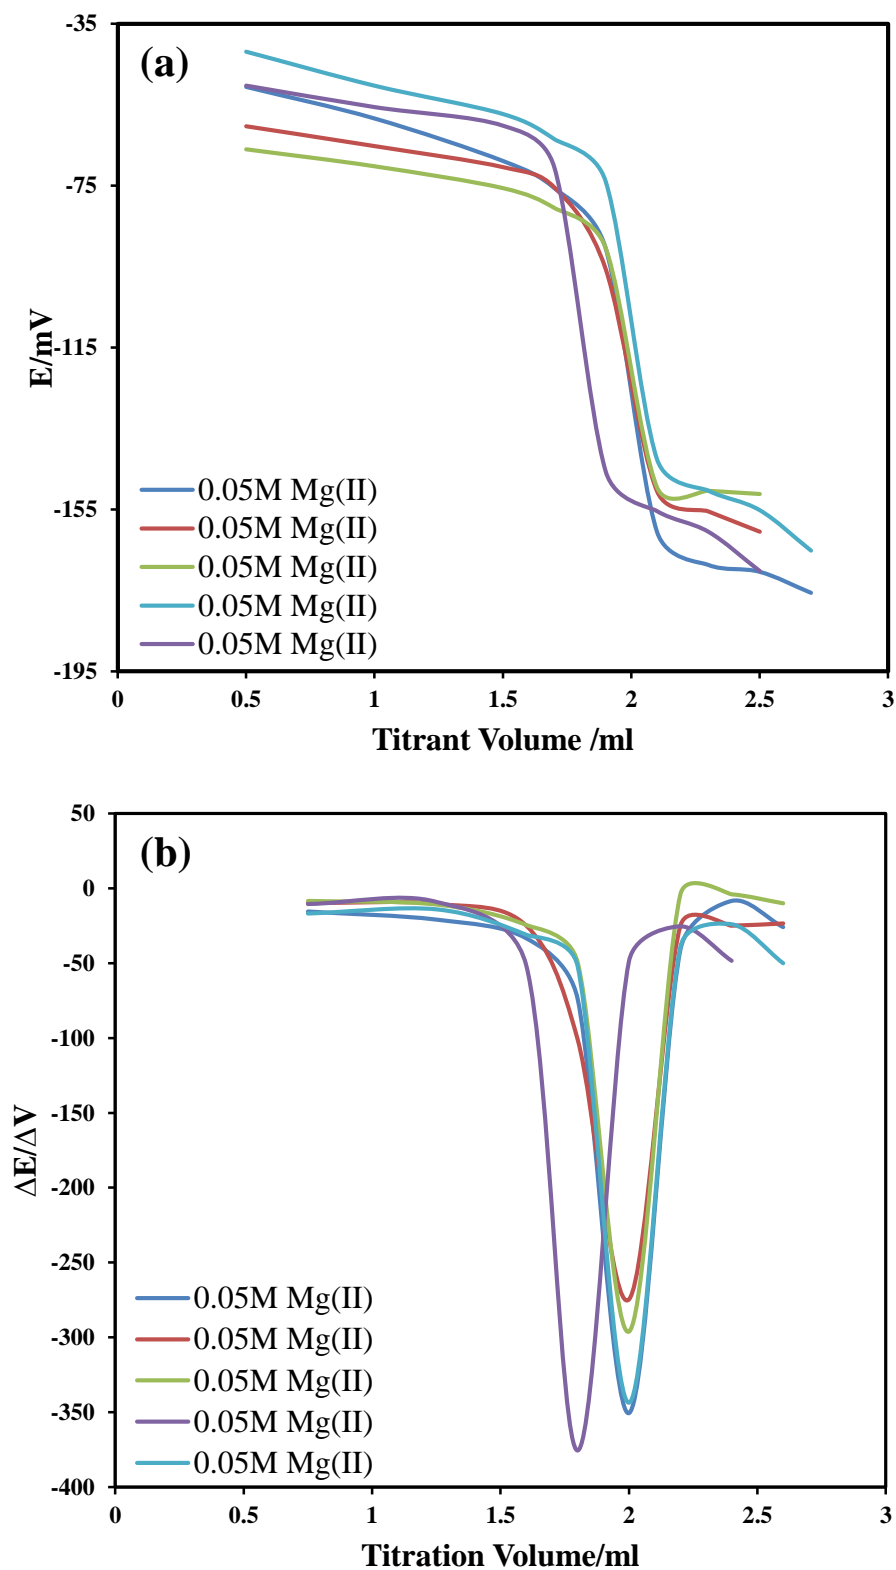 (a)
-35
-75
-115
-155
-195
E/mV
0.05M Mg(II)
0.05M Mg(II)
0.05M Mg(II)
0.05M Mg(II)
0.05M Mg(II)
0 0.5 1 1.5 2 2.5 3
Titrant Volume /ml
(b)
50
0
-50
-100
-150
-200
-250
-300
-350
-400
ΔE/ΔV
0.05M Mg(II)
0.05M Mg(II)
0.05M Mg(II)
0.05M Mg(II)
0.05M Mg(II)
0 0.5 1 1.5 2 2.5 3
Titration Volume/ml